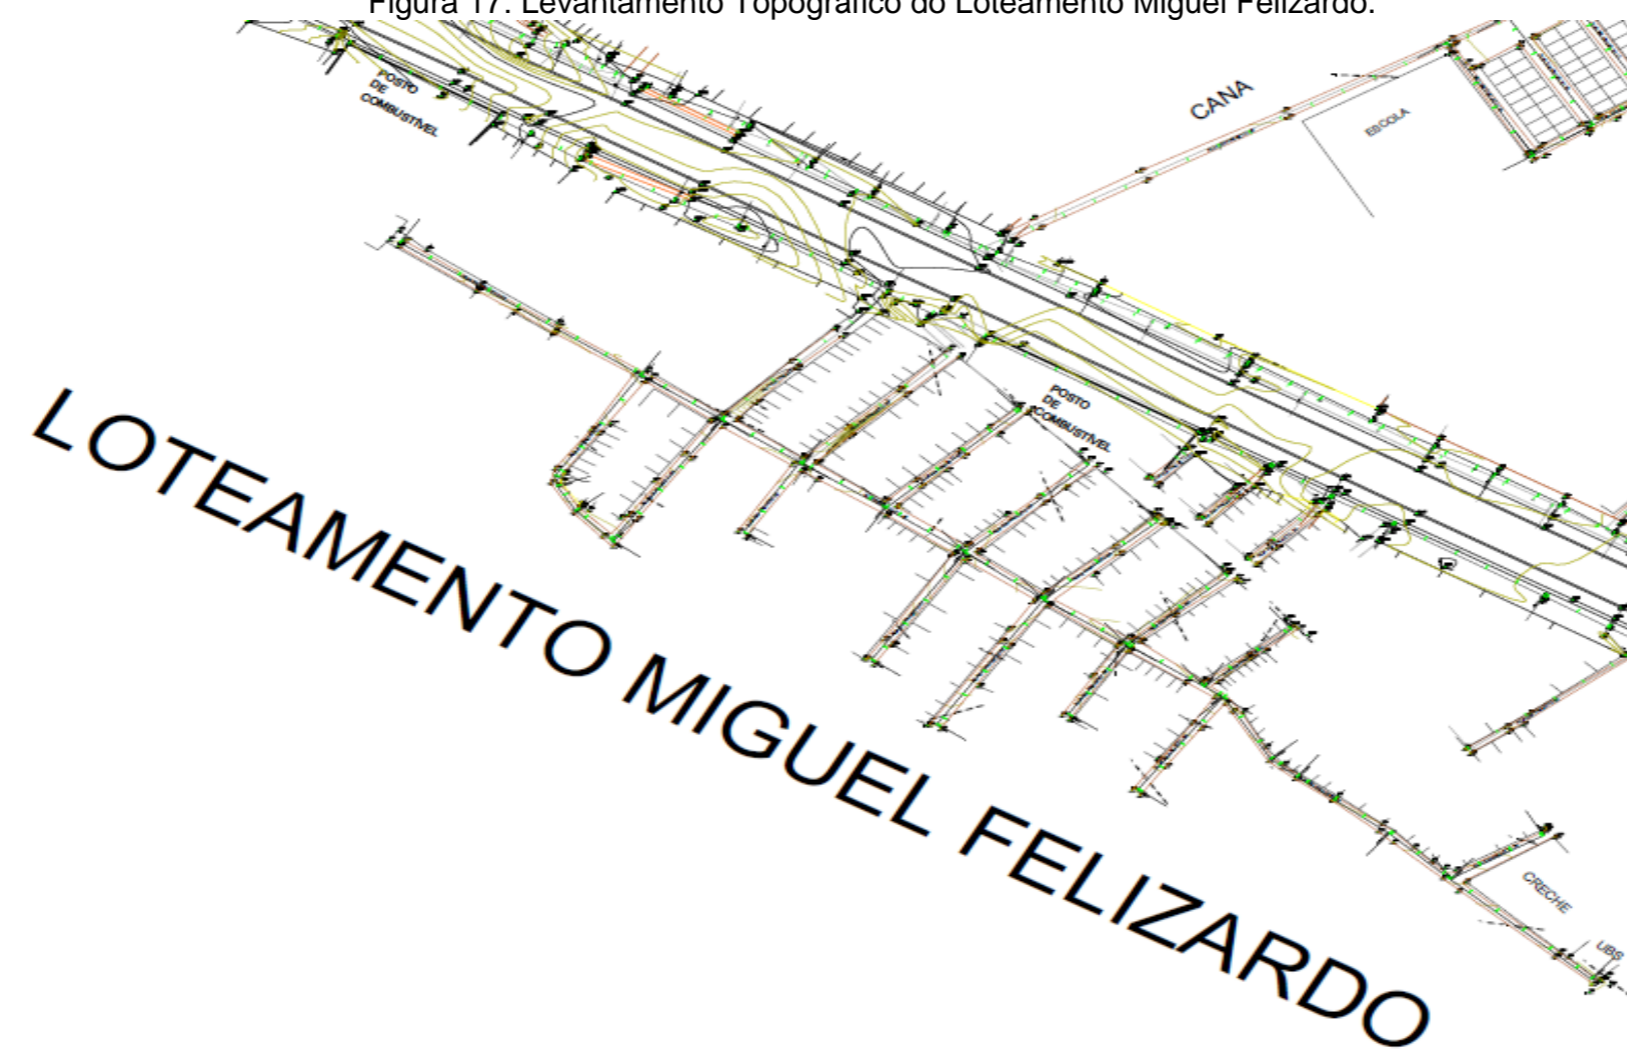 Figura 17. Levantamento Topográfico do Loteamento Miguel Felizardo.
POSTO
DE
COMBUSTÍVEL
CANA
ESCOLA
POSTO
DE
COMBUSTÍVEL
LOTEAMENTO MIGUEL FELIZARDO
CRECHE
UBS